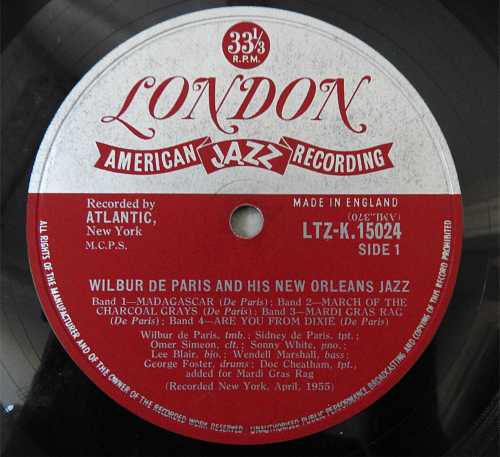 33⅓
R.P.M.
LONDON
AMERICAN JAZZ RECORDING
Recorded by
ATLANTIC,
New York
M.C.P.S.
MADE IN ENGLAND
(AML.370)
LTZ-K.15024
SIDE 1
WILBUR DE PARIS AND HIS NEW ORLEANS JAZZ
Band 1—MADAGASCAR (De Paris); Band 2—MARCH OF THE
CHARCOAL GRAYS (De Paris); Band 3—MARDI GRAS RAG
(De Paris); Band 4—ARE YOU FROM DIXIE (De Paris)
Wilbur de Paris, tmb.; Sidney de Paris, tpt.;
Omer Simeon, clt.; Sonny White, pno.;
Lee Blair, bjo.; Wendell Marshall, bass;
George Foster, drums; Doc Cheatham, tpt.,
added for Mardi Gras Rag
(Recorded New York, April, 1955)
ALL RIGHTS OF THE MANUFACTURER AND OF THE OWNER OF THE RECORDED WORK RESERVED · UNAUTHORISED PUBLIC PERFORMANCE, BROADCASTING AND COPYING OF THIS RECORD PROHIBITED